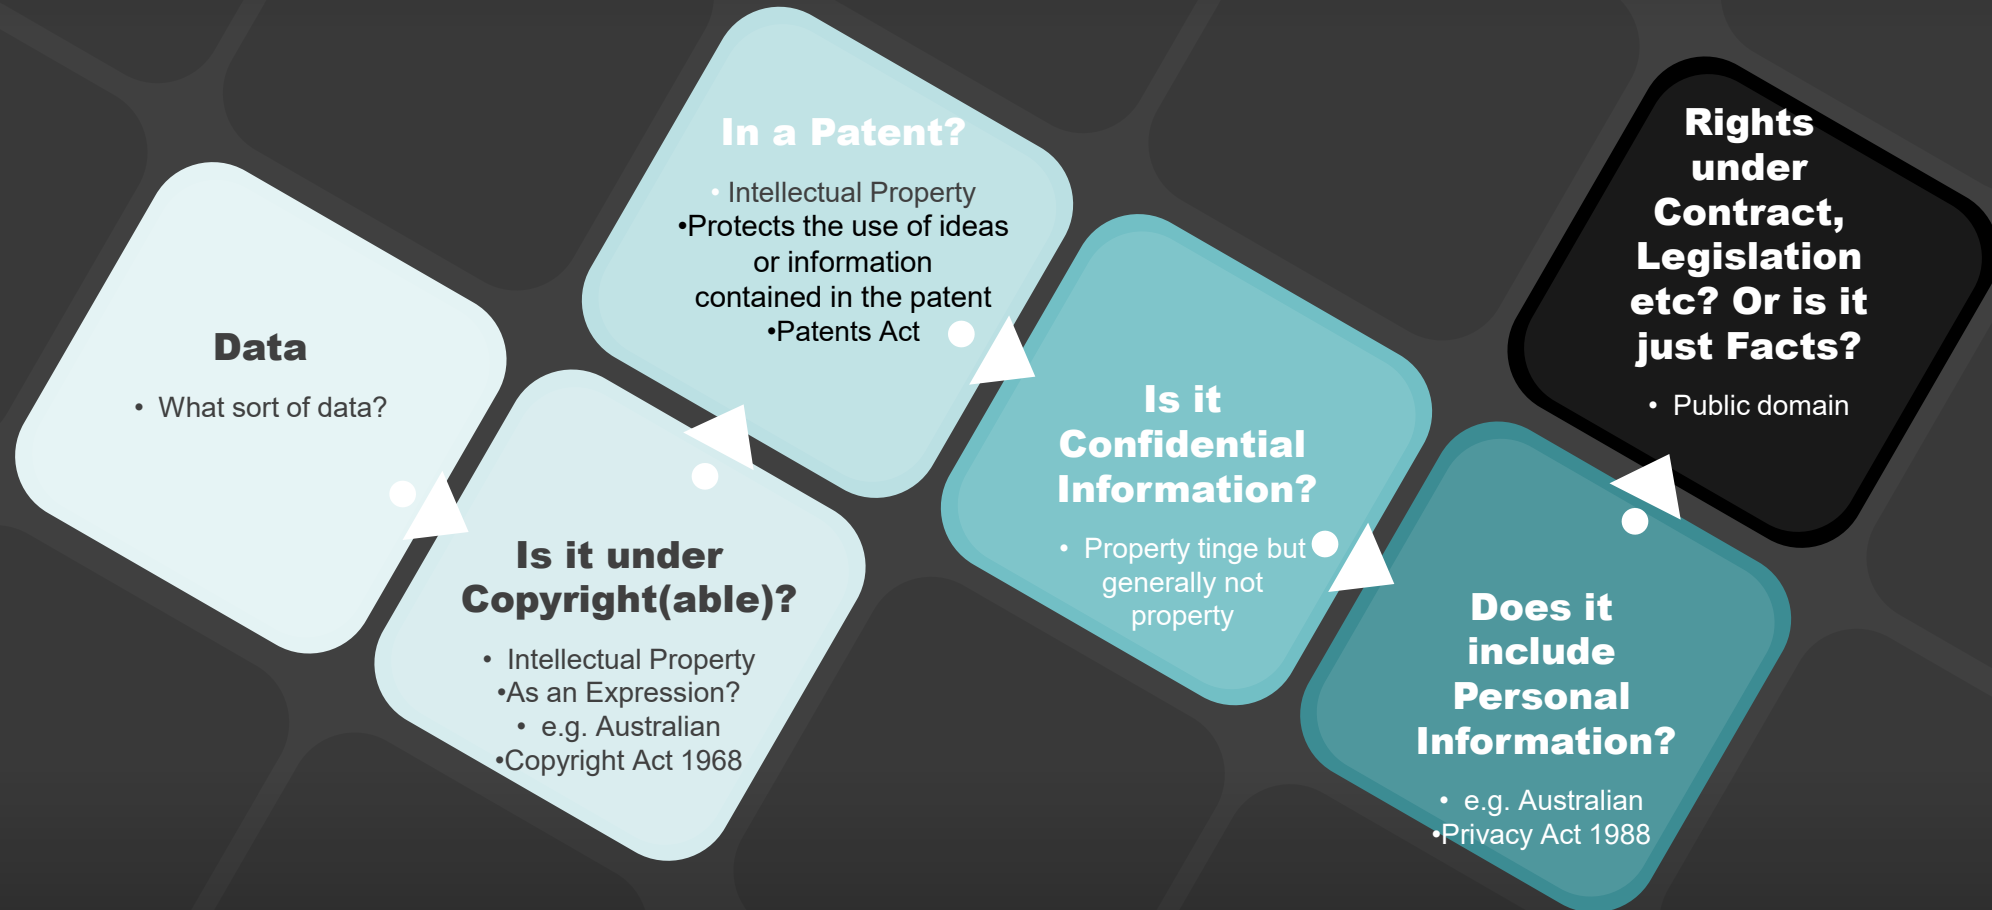 Data
• What sort of data?
Is it under
Copyright(able)?
• Intellectual Property
•As an Expression?
• e.g. Australian
•Copyright Act 1968
In a Patent?
• Intellectual Property
•Protects the use of ideas
or information
contained in the patent
•Patents Act
Is it
Confidential
Information?
• Property tinge but
generally not
property
Does it
include
Personal
Information?
• e.g. Australian
•Privacy Act 1988
Rights
under
Contract,
Legislation
etc? Or is it
just Facts?
• Public domain